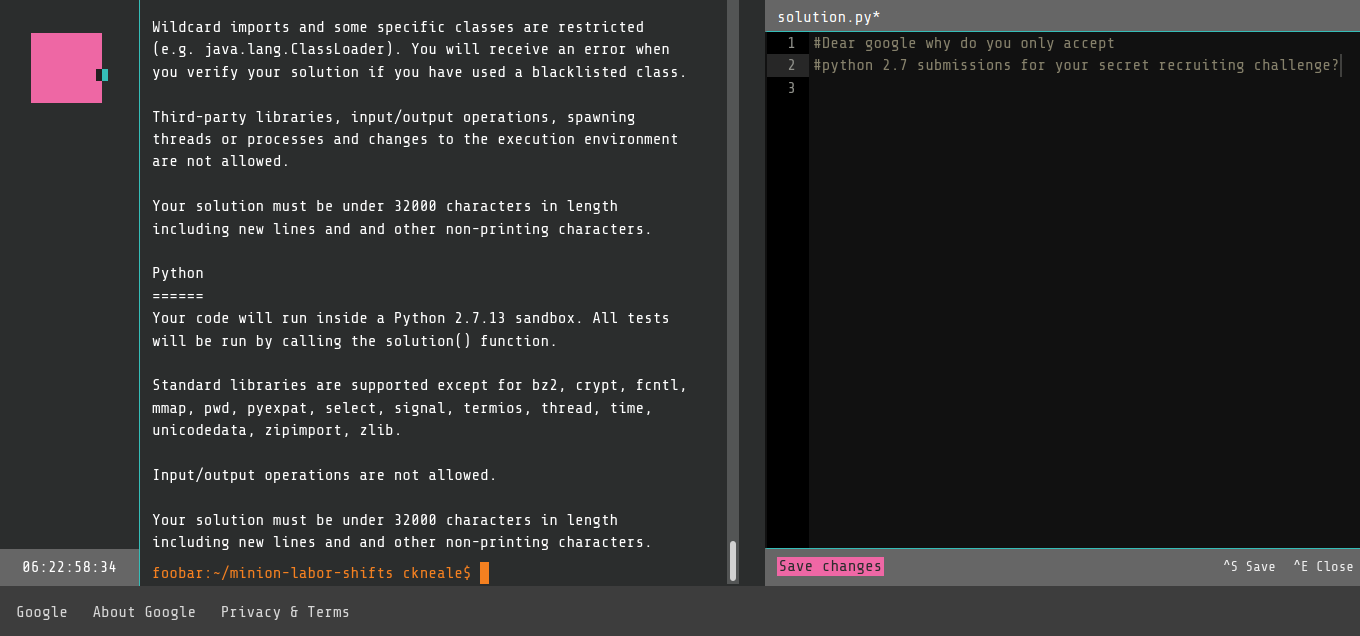 Wildcard imports and some specific classes are restricted
(e.g. java.lang.ClassLoader). You will receive an error when
you verify your solution if you have used a blacklisted class.
Third-party libraries, input/output operations, spawning
threads or processes and changes to the execution environment
are not allowed.
Your solution must be under 32000 characters in length
including new lines and and other non-printing characters.
Python
======
Your code will run inside a Python 2.7.13 sandbox. All tests
will be run by calling the solution() function.
Standard libraries are supported except for bz2, crypt, fcntl,
mmap, pwd, pyexpat, select, signal, termios, thread, time,
unicodedata, zipimport, zlib.
Input/output operations are not allowed.
Your solution must be under 32000 characters in length
including new lines and and other non-printing characters.
foobar:~/minion-labor-shifts ckneale$
06:22:58:34
solution.py*
1 #Dear google why do you only accept
2 #python 2.7 submissions for your secret recruiting challenge?
3
Save changes
^S Save ^E Close
Google About Google Privacy & Terms